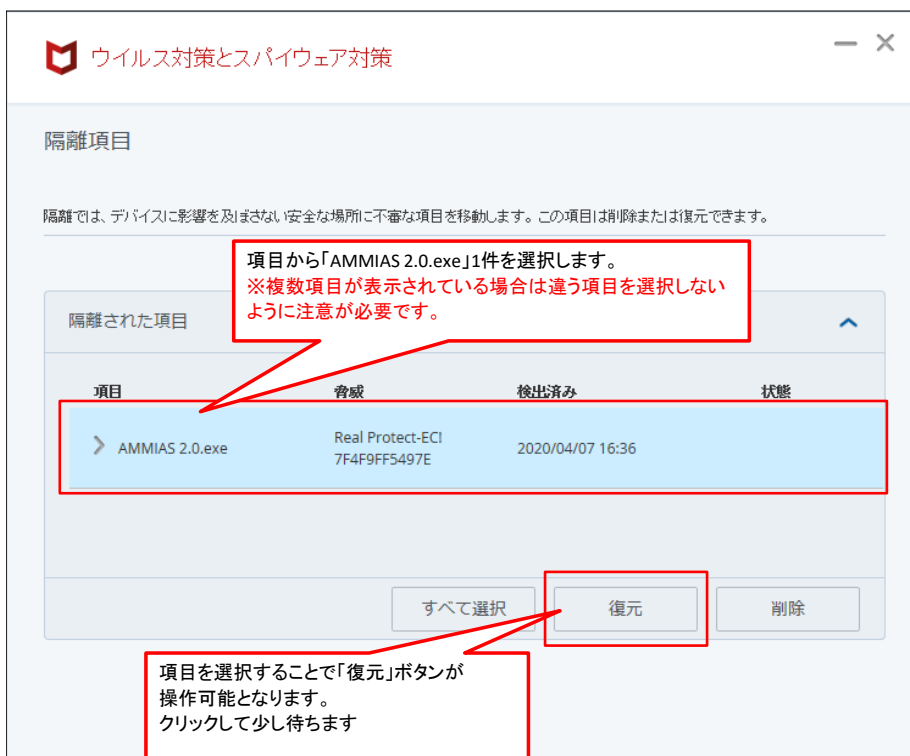 ウイルス対策とスパイウェア対策
隔離項目
隔離では、デバイスに影響を及ぼさない安全な場所に不審な項目を移動します。この項目は削除または復元できます。
項目から「AMMIAS 2.0.exe」1件を選択します。
※複数項目が表示されている場合は違う項目を選択しない
ように注意が必要です。
隔離された項目
項目 脅威 検出済み 状態
AMMIAS 2.0.exe Real Protect-EC! 2020/04/07 16:36
7F4F9FF5497E
すべて選択 復元 削除
項目を選択することで「復元」ボタンが
操作可能となります。
クリックして少し待ちます